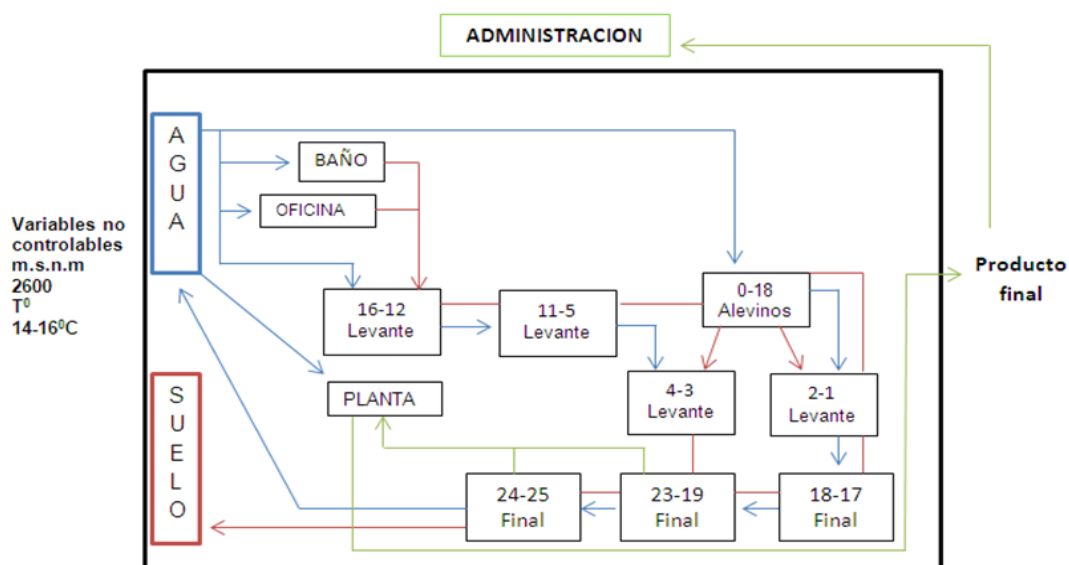 ADMINISTRACION
A
G
U
A
BAÑO
OFICINA
Variables no
controlables
m.s.n.m
2600
T⁰
14-16⁰C
Producto
final
16-12
Levante
11-5
Levante
0-18
Alevinos
4-3
Levante
2-1
Levante
PLANTA
S
U
E
L
O
24-25
Final
23-19
Final
18-17
Final